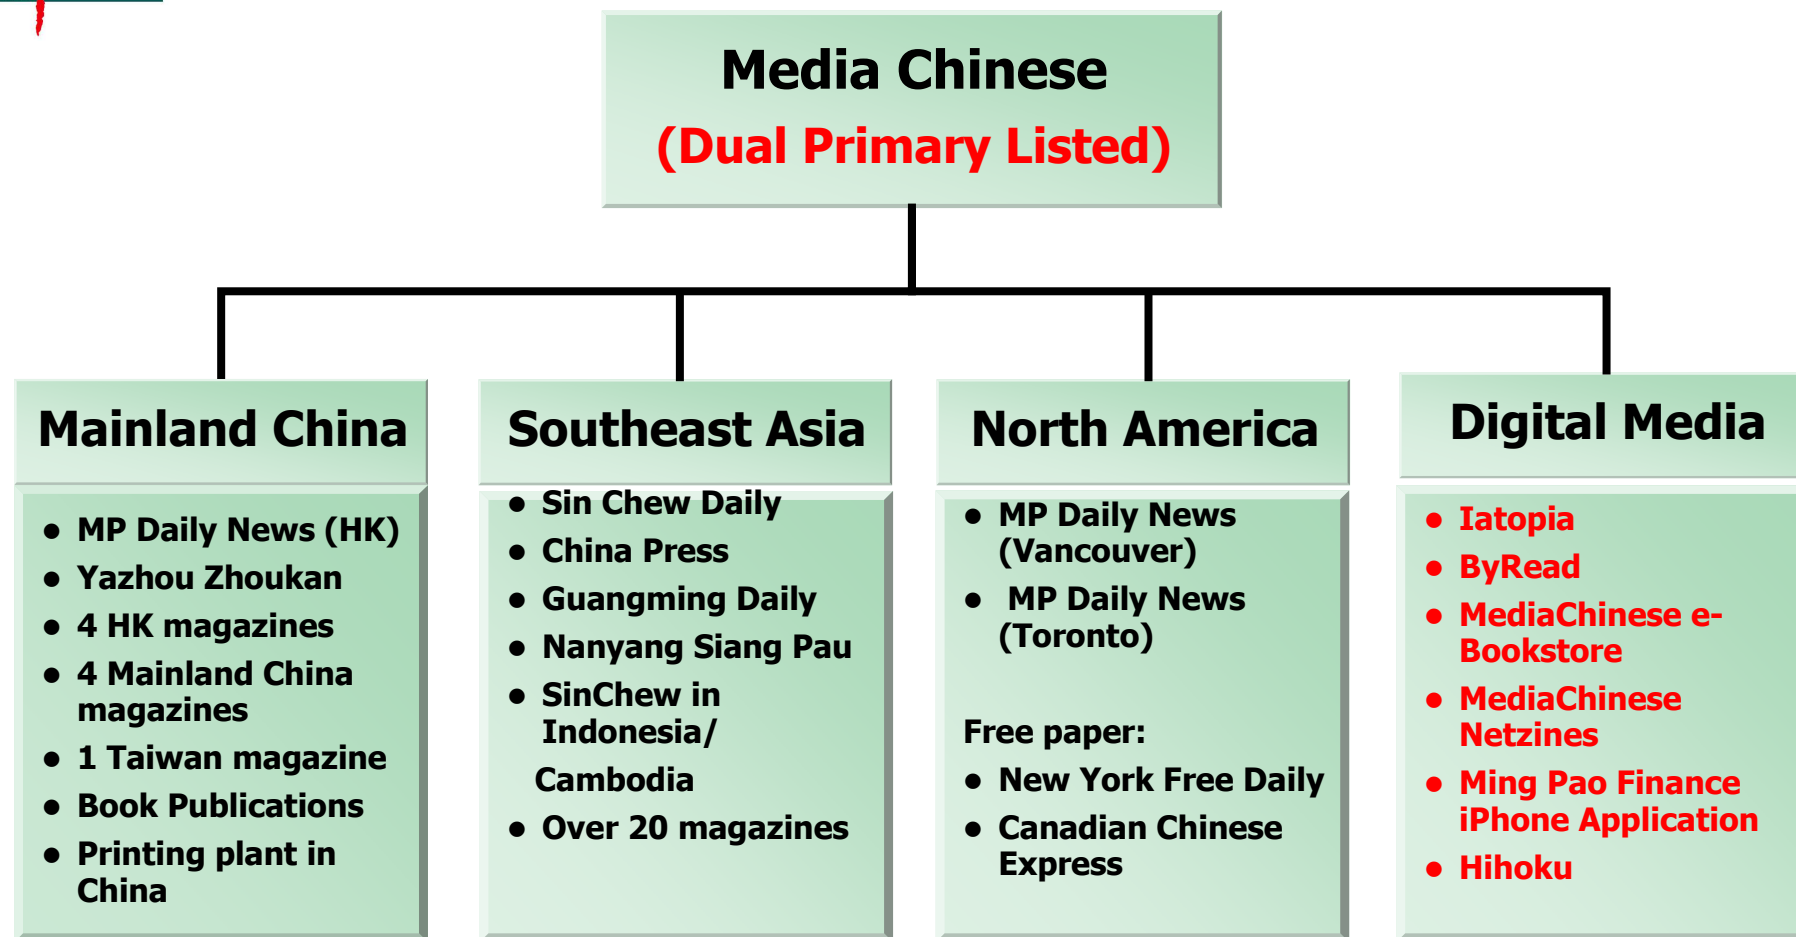 Media Chinese
(Dual Primary Listed)
Mainland China
● MP Daily News (HK)
● Yazhou Zhoukan
● 4 HK magazines
● 4 Mainland China
magazines
● 1 Taiwan magazine
● Book Publications
● Printing plant in
China
Southeast Asia
● Sin Chew Daily
● China Press
● Guangming Daily
● Nanyang Siang Pau
● SinChew in
Indonesia/
Cambodia
● Over 20 magazines
North America
● MP Daily News
(Vancouver)
● MP Daily News
(Toronto)
Free paper:
● New York Free Daily
● Canadian Chinese
Express
Digital Media
● Iatopia
● ByRead
● MediaChinese e-
Bookstore
● MediaChinese
Netzines
● Ming Pao Finance
iPhone Application
● Hihoku